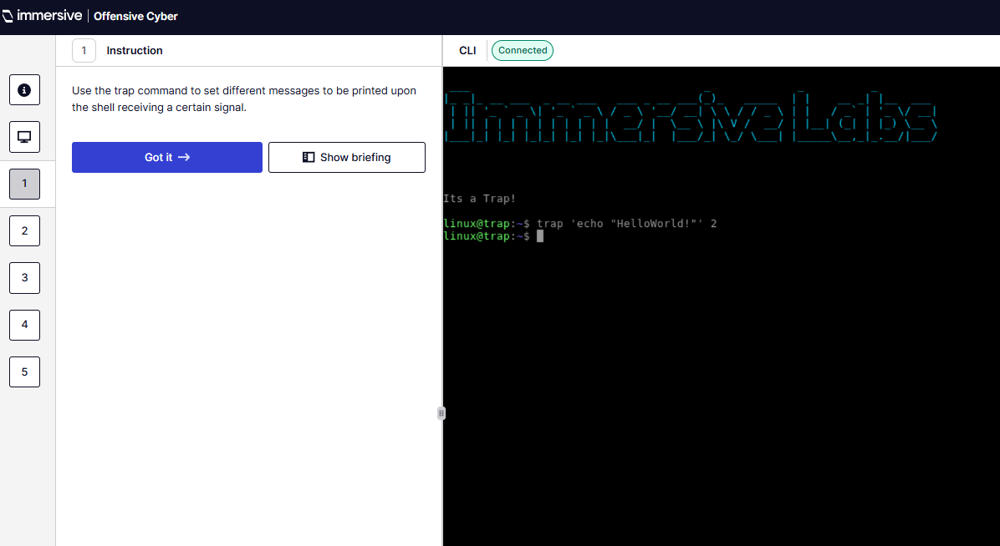 immersive | Offensive Cyber
1 Instruction
CLI Connected
Use the trap command to set different messages to be printed upon
the shell receiving a certain signal.
Got it → Show briefing
1
2
3
4
5
ImmersiveLabs
Its a Trap!
linux@trap:~$ trap 'echo "HelloWorld!"' 2
linux@trap:~$